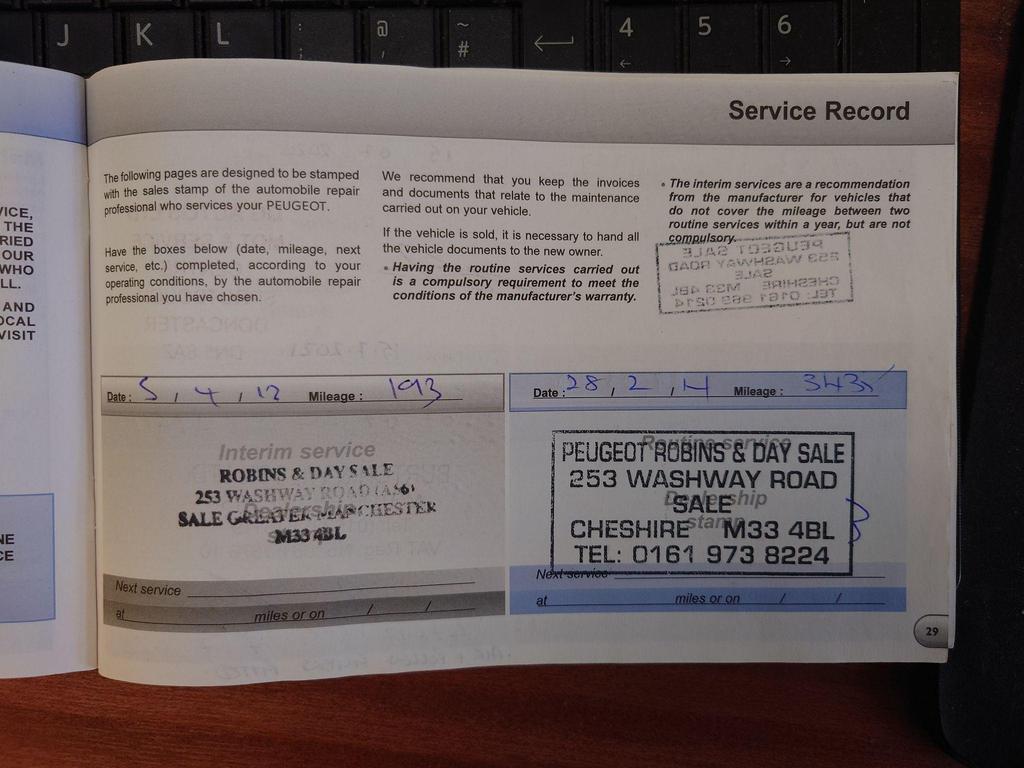 J K L : ; @ ' ~ # 4 5 6
Service Record
The following pages are designed to be stamped
with the sales stamp of the automobile repair
professional who services your PEUGEOT.
Have the boxes below (date, mileage, next
service, etc.) completed, according to your
operating conditions, by the automobile repair
professional you have chosen.
We recommend that you keep the invoices
and documents that relate to the maintenance
carried out on your vehicle.
If the vehicle is sold, it is necessary to hand all
the vehicle documents to the new owner.
• Having the routine services carried out
is a compulsory requirement to meet the
conditions of the manufacturer's warranty.
• The interim services are a recommendation
from the manufacturer for vehicles that
do not cover the mileage between two
routine services within a year, but are not
compulsory.
VICE,
THE
RIED
OUR
WHO
LL.
AND
OCAL
VISIT
NE
CE
Date : 5 / 4 / 12 Mileage : 193
Interim service
ROBINS & DAY SALE
253 WASHWAY ROAD (A56)
Dealership
SALE GREATER MANCHESTER
M33 4BL
Next service
at miles or on / /
Date : 28 / 2 / 14 Mileage : 3435
Routine service
PEUGEOT ROBINS & DAY SALE
253 WASHWAY ROAD
Dealership
SALE
stamp
CHESHIRE M33 4BL
TEL: 0161 973 8224
Next service
at miles or on / /
29